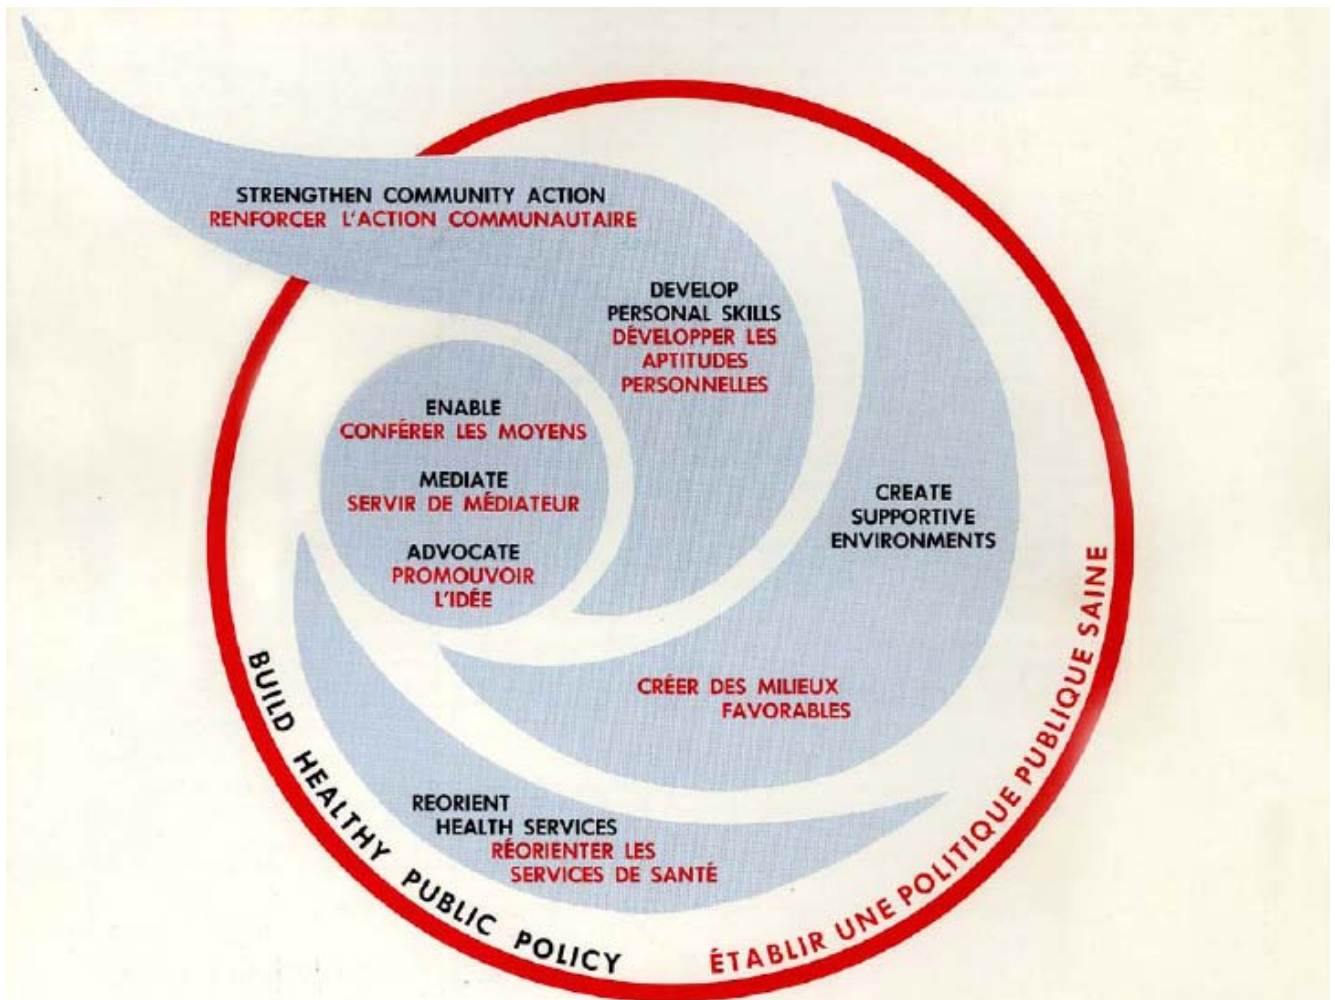 STRENGTHEN COMMUNITY ACTION
RENFORCER L'ACTION COMMUNAUTAIRE
DEVELOP
PERSONAL SKILLS
DÉVELOPPER LES
APTITUDES
PERSONNELLES
ENABLE
CONFÉRER LES MOYENS
MEDIATE
SERVIR DE MÉDIATEUR
ADVOCATE
PROMOUVOIR
L'IDÉE
CREATE
SUPPORTIVE
ENVIRONMENTS
CRÉER DES MILIEUX
FAVORABLES
REORIENT
HEALTH SERVICES
RÉORIENTER LES
SERVICES DE SANTÉ
BUILD HEALTHY PUBLIC POLICY
ÉTABLIR UNE POLITIQUE PUBLIQUE SAINE